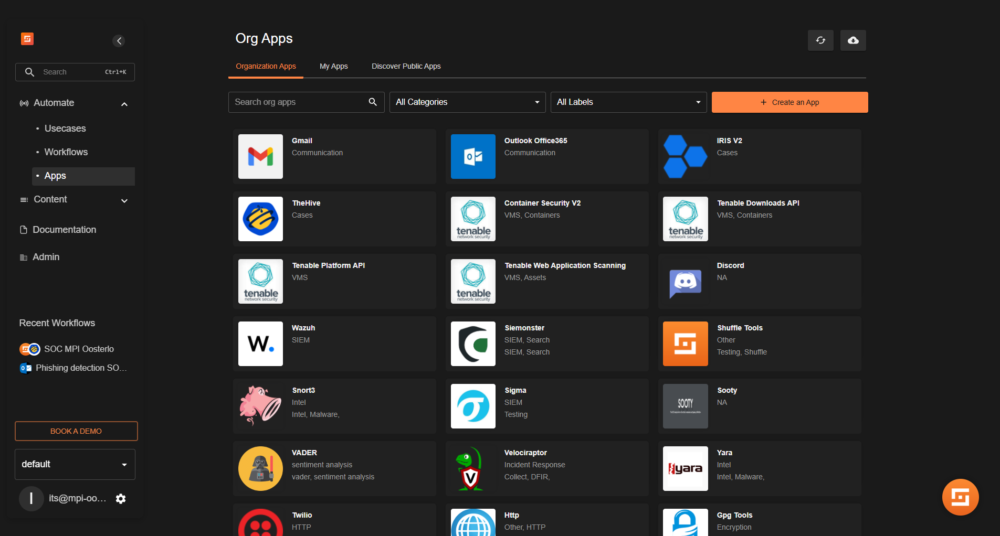 Search
Ctrl+K
Automate
Usecases
Workflows
Apps
Content
Documentation
Admin
Recent Workflows
SOC MPI Oosterlo
Phishing detection SO...
BOOK A DEMO
default
I
its@mpi-oo...
Org Apps
Organization Apps
My Apps
Discover Public Apps
Search org apps
All Categories
All Labels
+ Create an App
Gmail
Communication
Outlook Office365
Communication
IRIS V2
Cases
TheHive
Cases
tenable
network security
Container Security V2
VMS, Containers
tenable
network security
Tenable Downloads API
VMS, Containers
tenable
network security
Tenable Platform API
VMS
tenable
network security
Tenable Web Application Scanning
VMS, Assets
Discord
NA
W.
Wazuh
SIEM
Siemonster
SIEM, Search
SIEM, Search
Shuffle Tools
Other
Testing, Shuffle
Snort3
Intel
Intel, Malware,
Sigma
SIEM
Testing
SOOTY
Sooty
NA
VADER
sentiment analysis
vader, sentiment analysis
V
Velociraptor
Incident Response
Collect, DFIR,
yara
Yara
Intel
Intel, Malware,
Twilio
HTTP
Http
Other, HTTP
Gpg Tools
Encryption